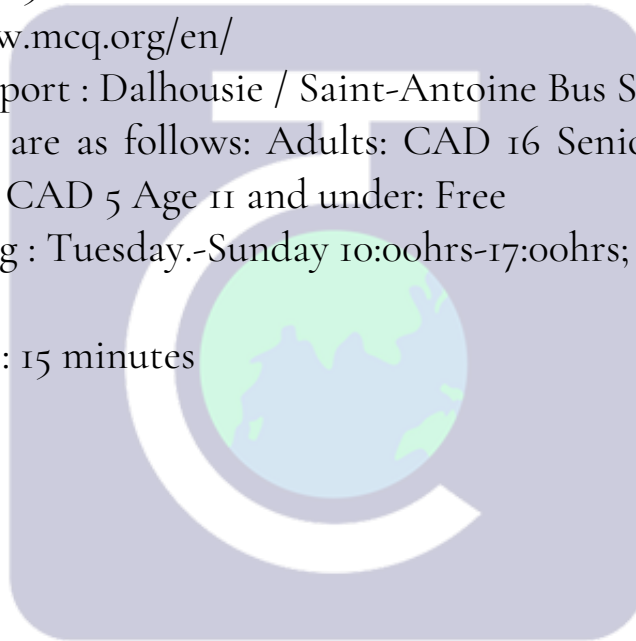 w.mcq.org/en/
port : Dalhousie / Saint-Antoine Bus S
are as follows: Adults: CAD 16 Senio
CAD 5 Age 11 and under: Free
g : Tuesday.-Sunday 10:00hrs-17:00hrs;
: 15 minutes